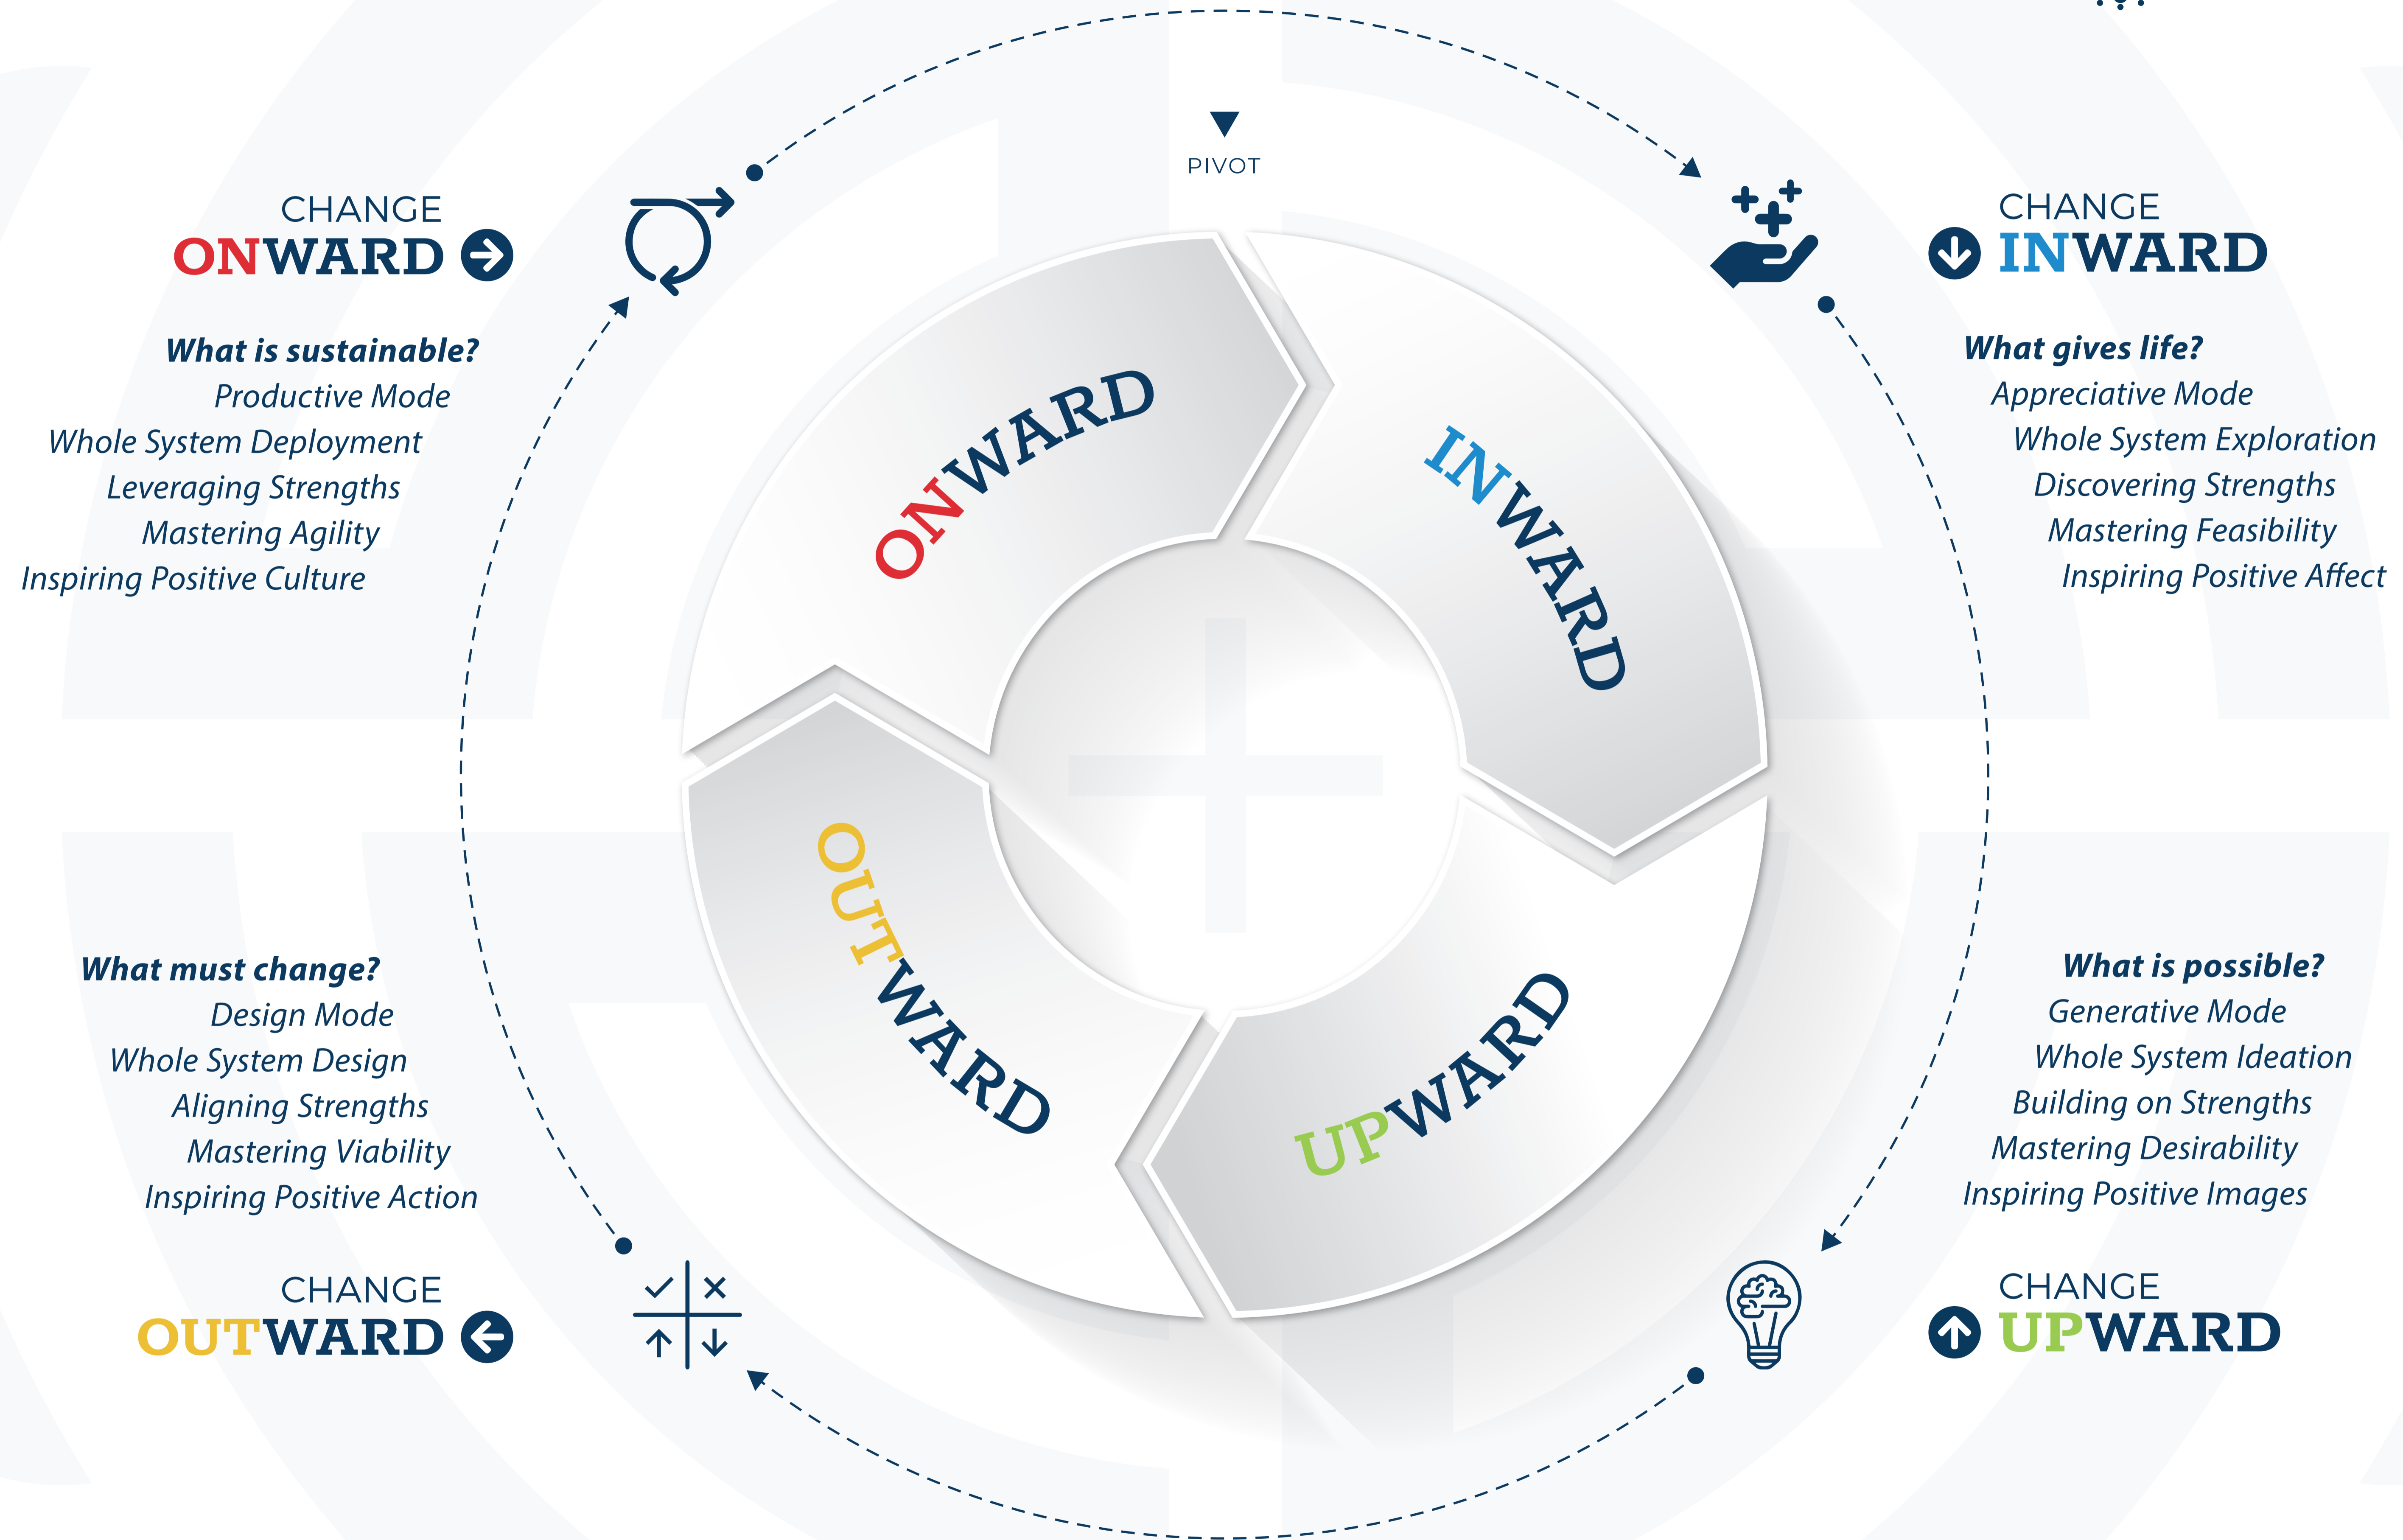 PIVOT
CHANGE
ONWARD
What is sustainable?
Productive Mode
Whole System Deployment
Leveraging Strengths
Mastering Agility
Inspiring Positive Culture
CHANGE
INWARD
What gives life?
Appreciative Mode
Whole System Exploration
Discovering Strengths
Mastering Feasibility
Inspiring Positive Affect
ONWARD
INWARD
OUTWARD
UPWARD
What must change?
Design Mode
Whole System Design
Aligning Strengths
Mastering Viability
Inspiring Positive Action
CHANGE
OUTWARD
What is possible?
Generative Mode
Whole System Ideation
Building on Strengths
Mastering Desirability
Inspiring Positive Images
CHANGE
UPWARD